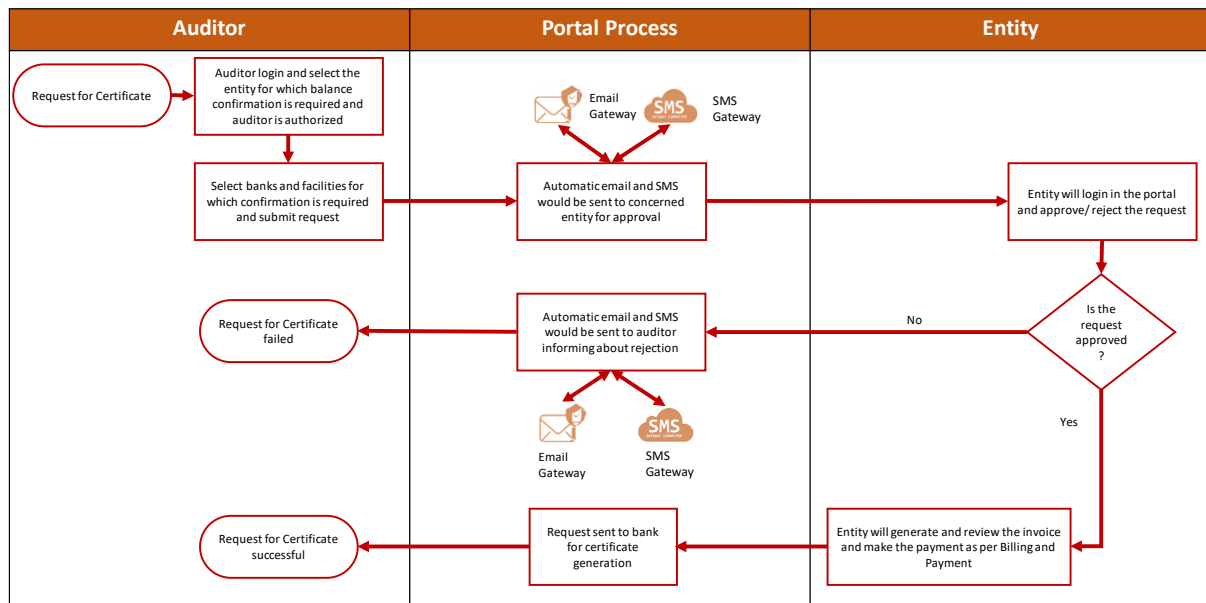 Auditor
Portal Process
Entity
Request for Certificate
Auditor login and select the
entity for which balance
confirmation is required and
auditor is authorized
Email
Gateway
SMS
SMS
Gateway
Select banks and facilities for
which confirmation is required
and submit request
Automatic email and SMS
would be sent to concerned
entity for approval
Entity will login in the portal
and approve/ reject the request
Request for Certificate
failed
Automatic email and SMS
would be sent to auditor
informing about rejection
No
Is the
request
approved
?
Email
Gateway
SMS
SMS
Gateway
Yes
Request for Certificate
successful
Request sent to bank
for certificate
generation
Entity will generate and review the invoice
and make the payment as per Billing and
Payment